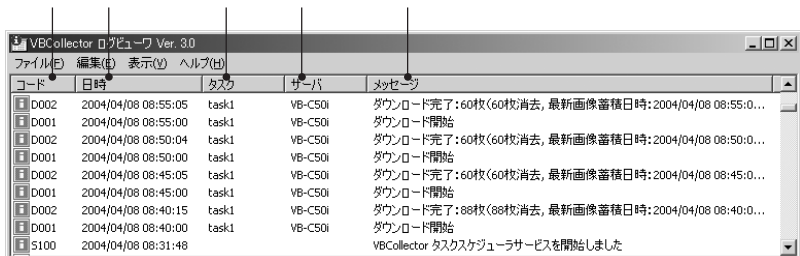 VBCollector ログビューワ Ver. 3.0
ファイル(F) 編集(E) 表示(V) ヘルプ(H)
コード 日時 タスク サーバ メッセージ
D002 2004/04/08 08:55:05 task1 VB-C50i ダウンロード完了:60枚(60枚消去, 最新画像蓄積日時:2004/04/08 08:55:0...
D001 2004/04/08 08:55:00 task1 VB-C50i ダウンロード開始
D002 2004/04/08 08:50:04 task1 VB-C50i ダウンロード完了:60枚(60枚消去, 最新画像蓄積日時:2004/04/08 08:50:0...
D001 2004/04/08 08:50:00 task1 VB-C50i ダウンロード開始
D002 2004/04/08 08:45:05 task1 VB-C50i ダウンロード完了:60枚(60枚消去, 最新画像蓄積日時:2004/04/08 08:45:0...
D001 2004/04/08 08:45:00 task1 VB-C50i ダウンロード開始
D002 2004/04/08 08:40:15 task1 VB-C50i ダウンロード完了:88枚(88枚消去, 最新画像蓄積日時:2004/04/08 08:40:0...
D001 2004/04/08 08:40:00 task1 VB-C50i ダウンロード開始
S100 2004/04/08 08:31:48 VBCollector タスクスケジューラサービスを開始しました